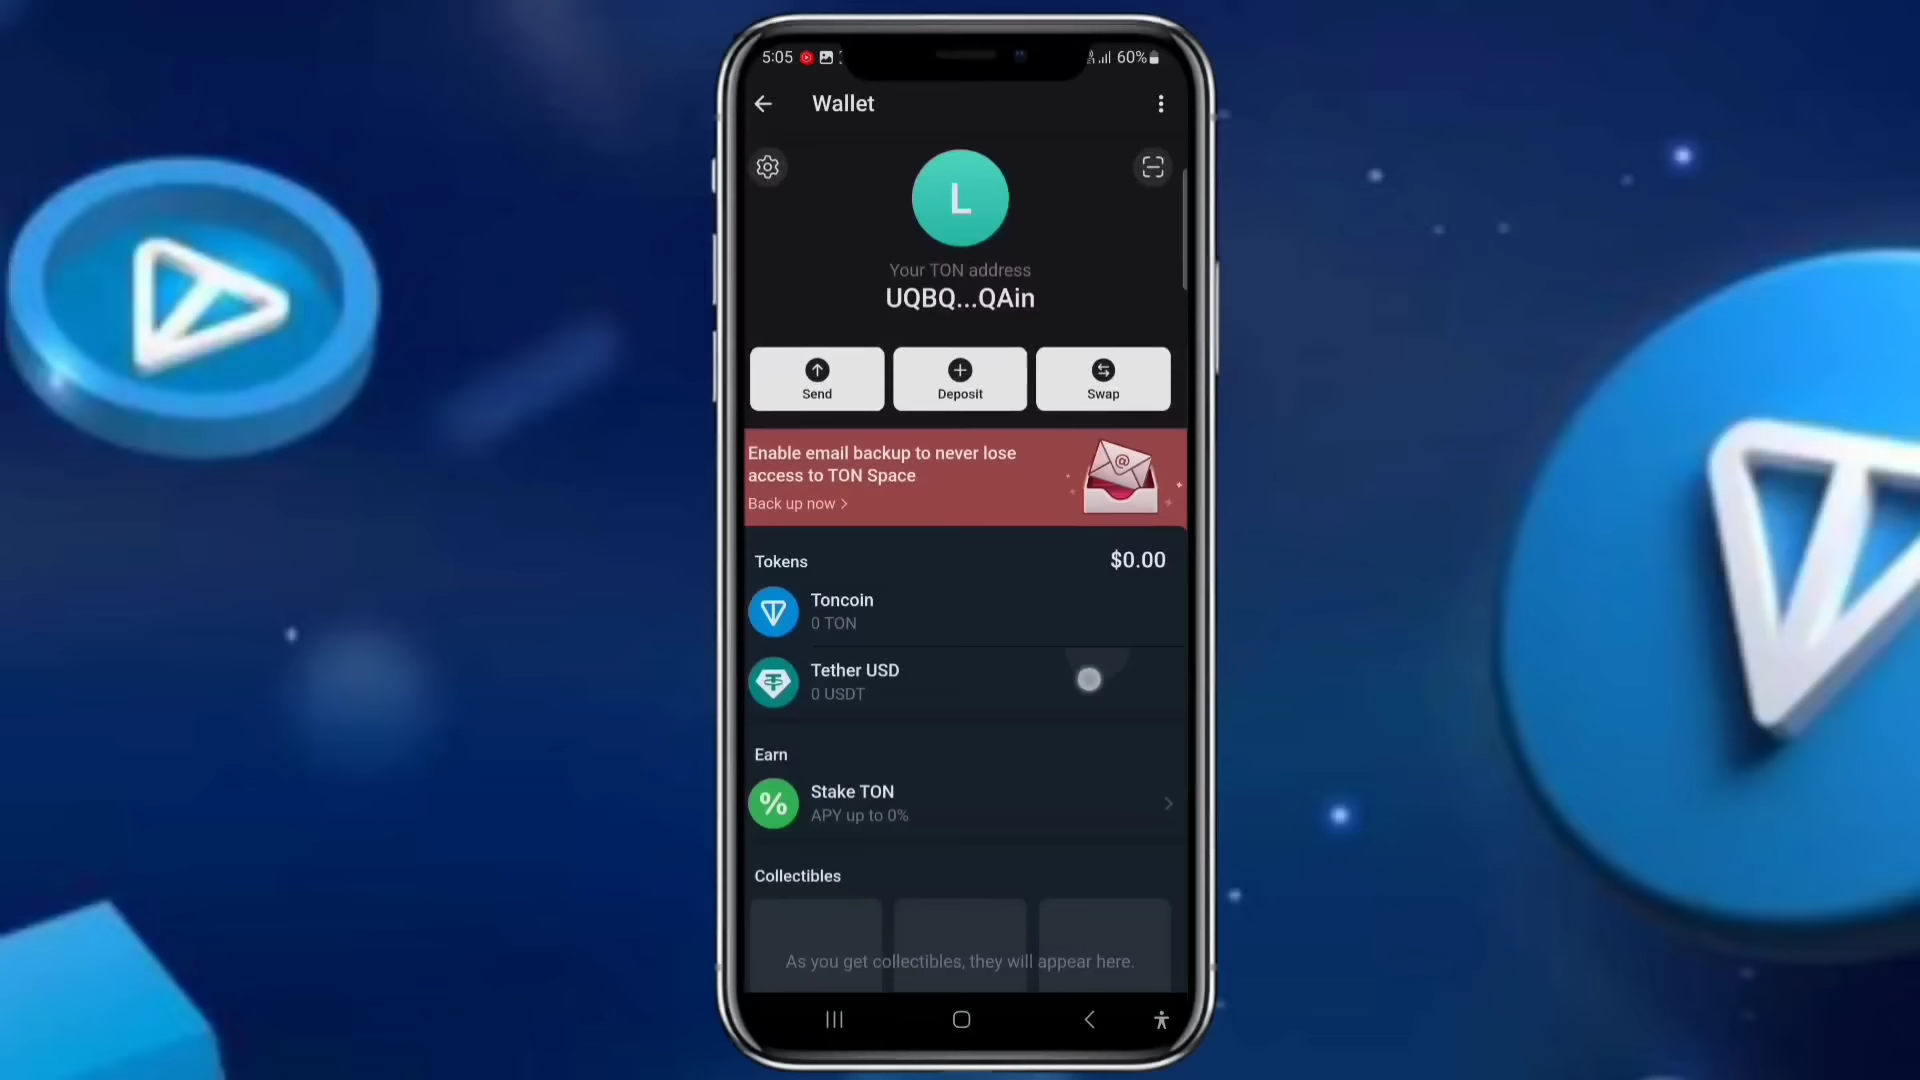 5:05
60%
Wallet
L
Your TON address
UQBQ...QAin
Send
Deposit
Swap
Enable email backup to never lose
access to TON Space
Back up now >
Tokens
$0.00
Toncoin
0 TON
Tether USD
0 USDT
Earn
Stake TON
APY up to 0%
Collectibles
As you get collectibles, they will appear here.